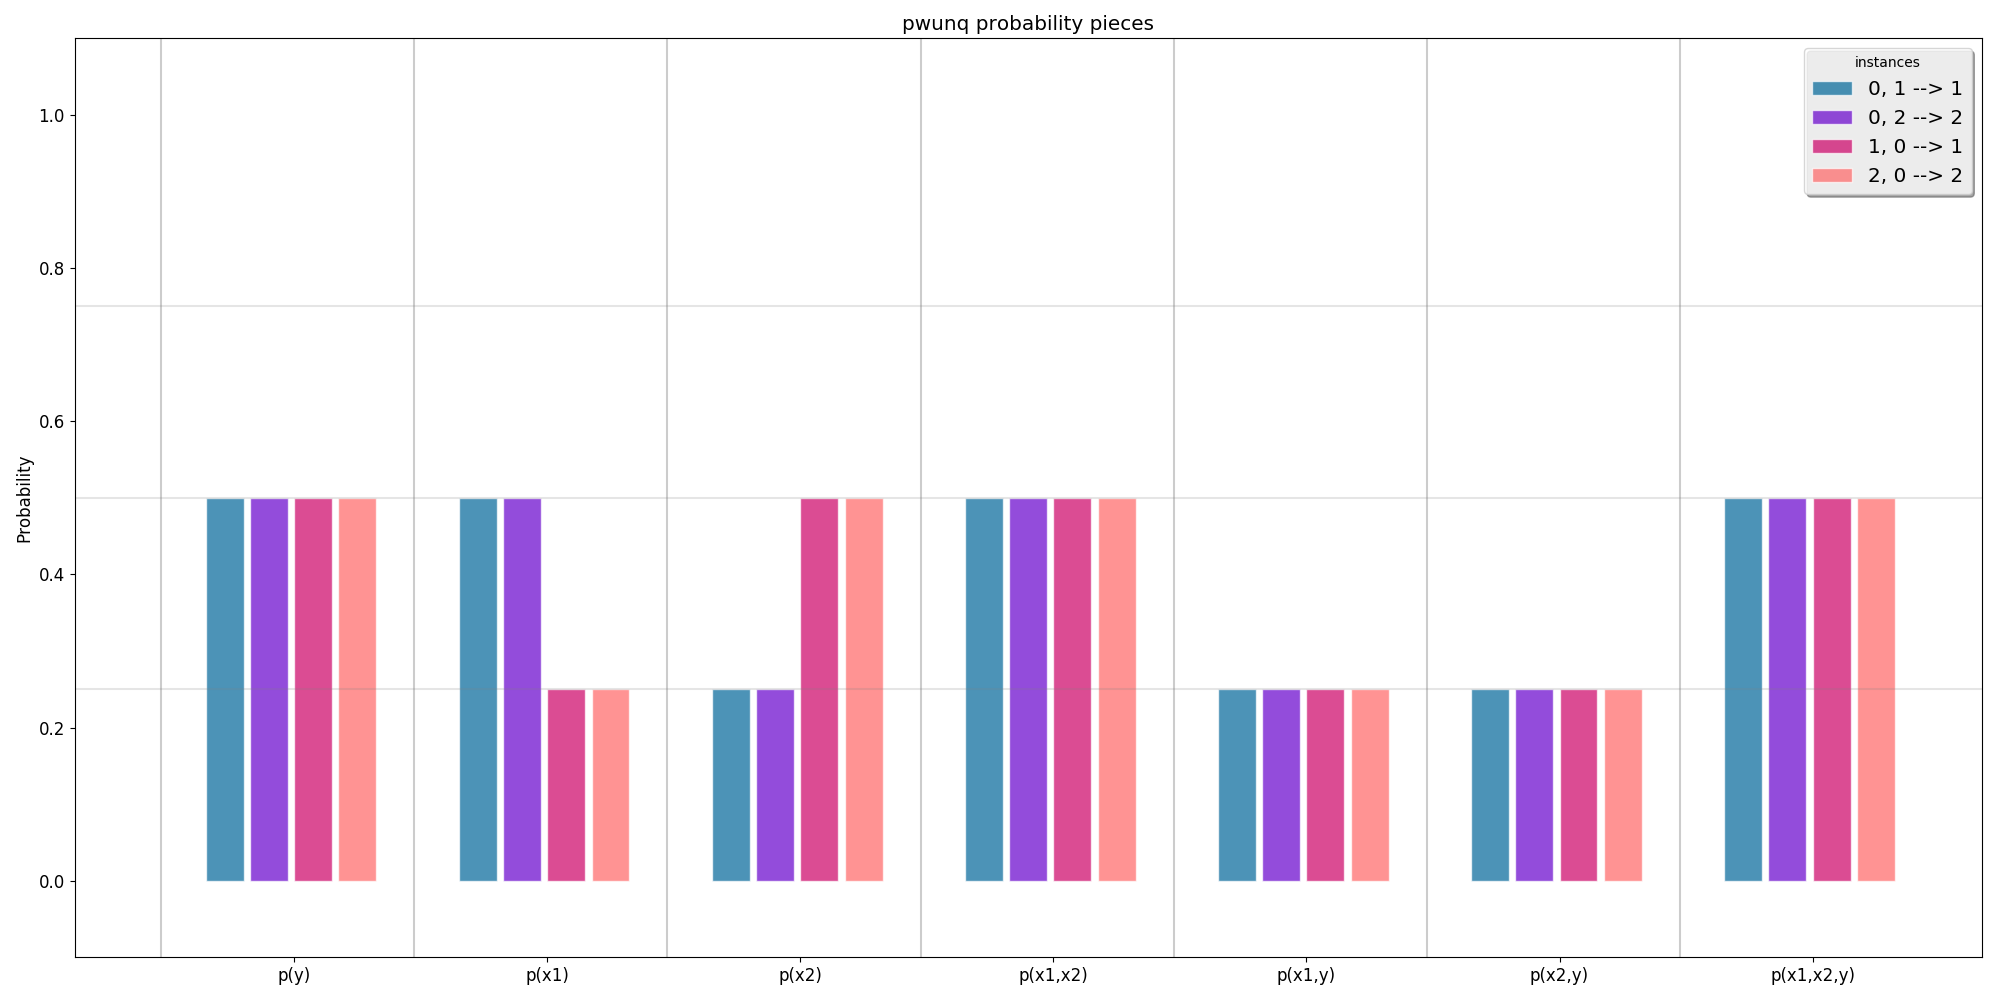 pwunq probability pieces
instances
0, 1 --> 1
0, 2 --> 2
1, 0 --> 1
2, 0 --> 2
Probability
1.0
0.8
0.6
0.4
0.2
0.0
p(y)
p(x1)
p(x2)
p(x1,x2)
p(x1,y)
p(x2,y)
p(x1,x2,y)